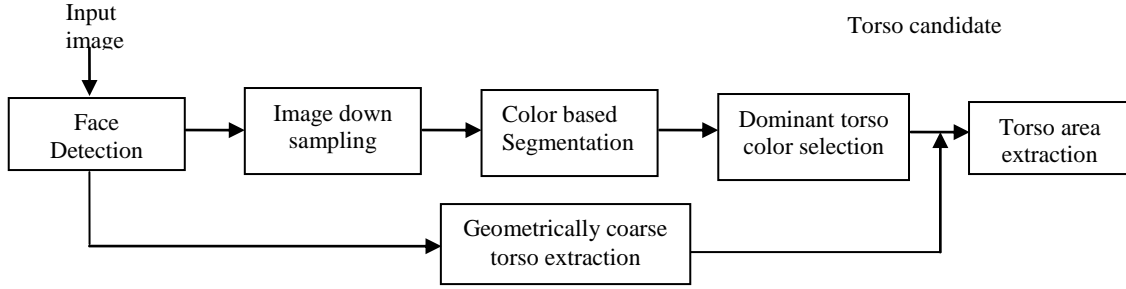 Input
image
Torso candidate
Face
Detection
Image down
sampling
Color based
Segmentation
Dominant torso
color selection
Torso area
extraction
Geometrically coarse
torso extraction